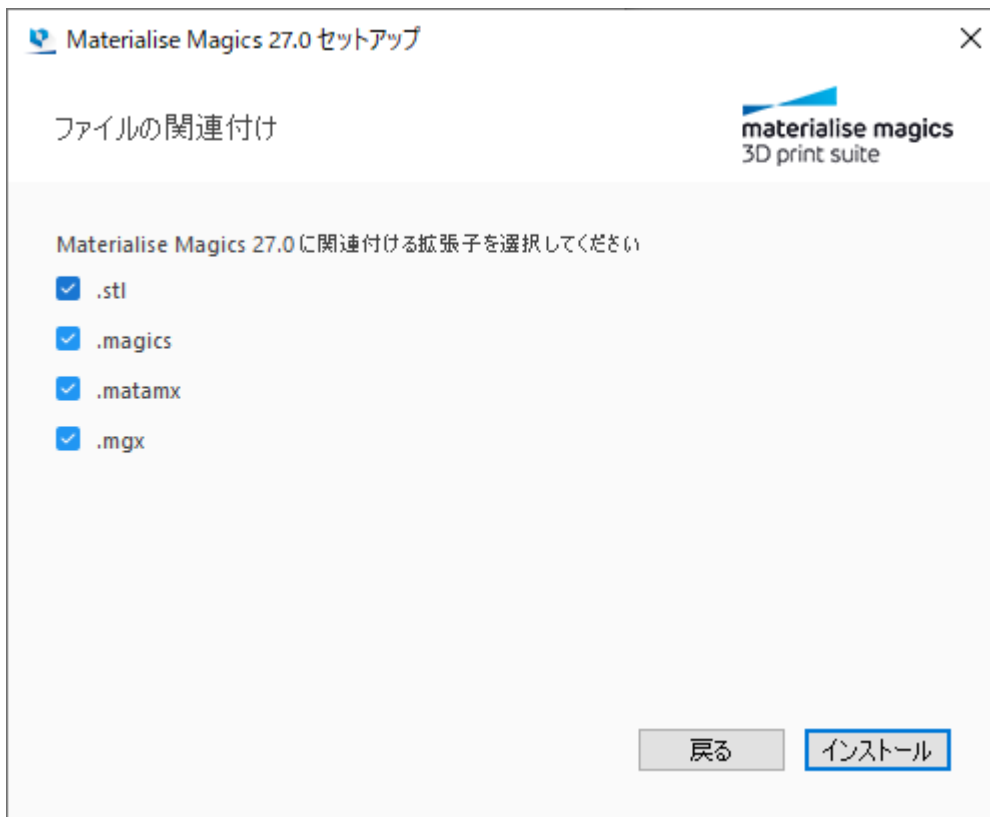 Materialise Magics 27.0 セットアップ
ファイルの関連付け
materialise magics
3D print suite
Materialise Magics 27.0に関連付ける拡張子を選択してください
.stl
.magics
.matamx
.mgx
戻る
インストール